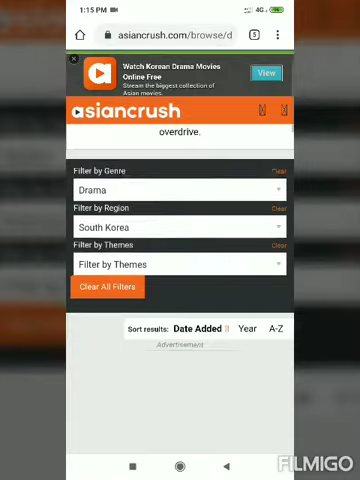 1:15 PM
4G
asiancrush.com/browse/d
5
Watch Korean Drama Movies
Online Free
Stream the biggest collection of
Asian movies.
View
asiancrush
overdrive.
Filter by Genre
Clear
Drama
Filter by Region
Clear
South Korea
Filter by Themes
Clear
Filter by Themes
Clear All Filters
Sort results: Date Added Year A-Z
Advertisement
FILMIGO